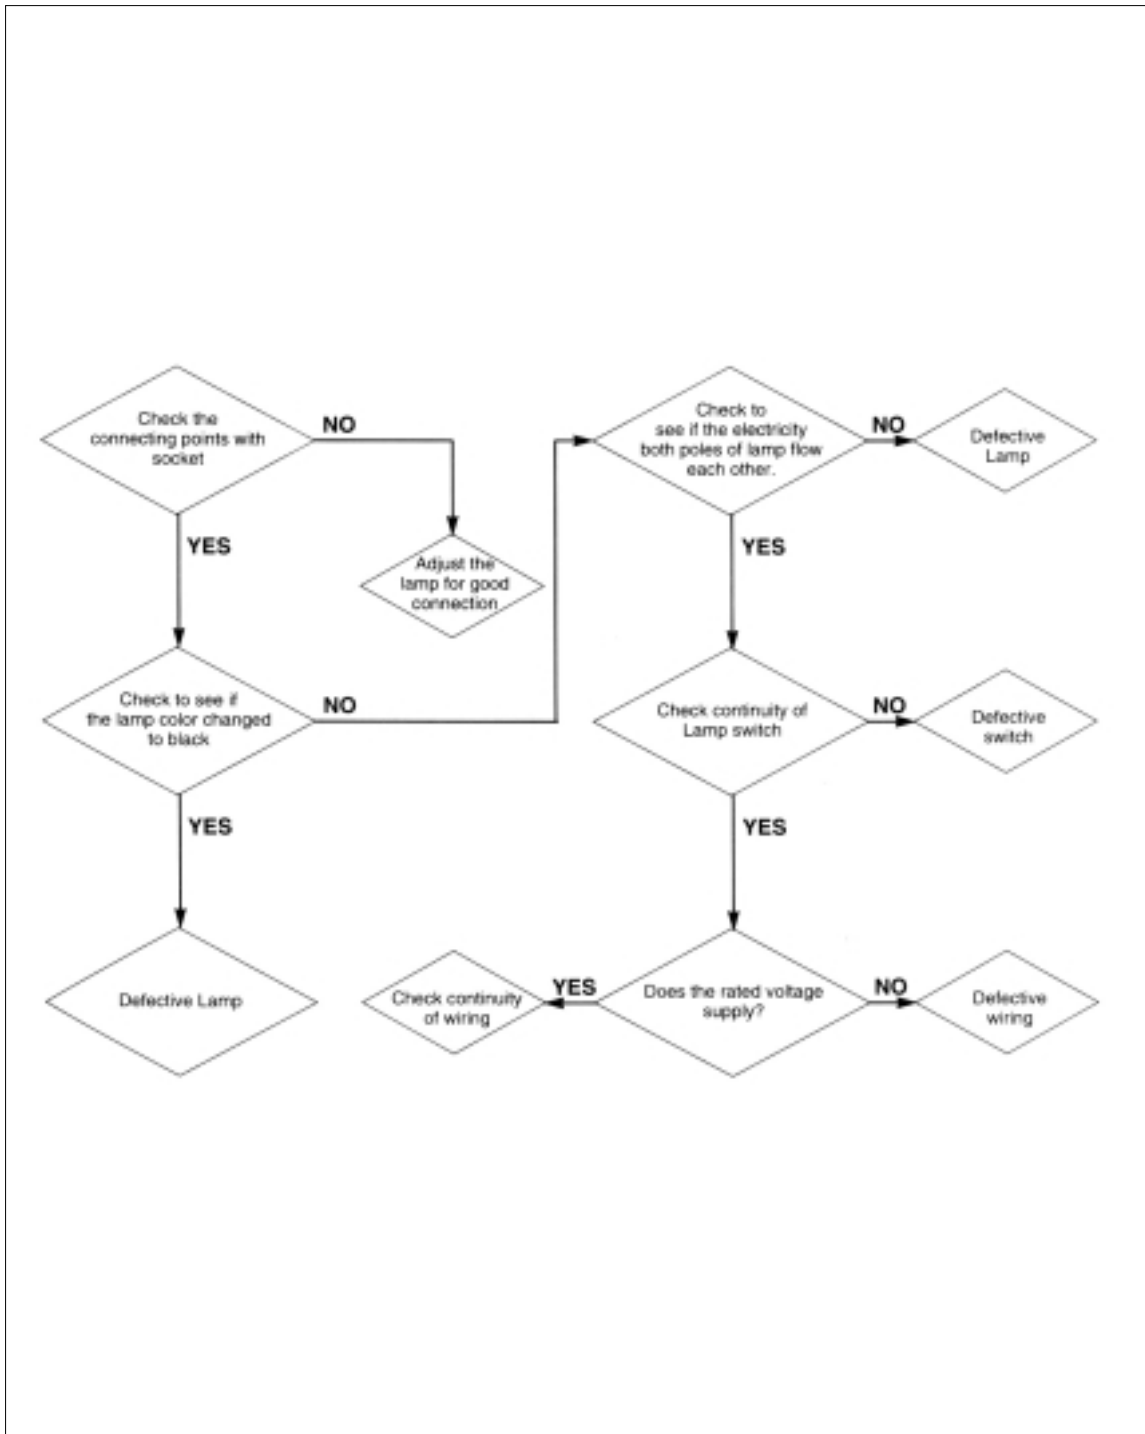 Check the
connecting points with
socket
NO
YES
Adjust the
lamp for good
connection
Check to see if
the lamp color changed
to black
NO
YES
Defective Lamp
Check to
see if the electricity
both poles of lamp flow
each other.
NO
Defective
Lamp
YES
Check continuity of
Lamp switch
NO
Defective
switch
YES
Does the rated voltage
supply?
YES
Check continuity
of wiring
NO
Defective
wiring